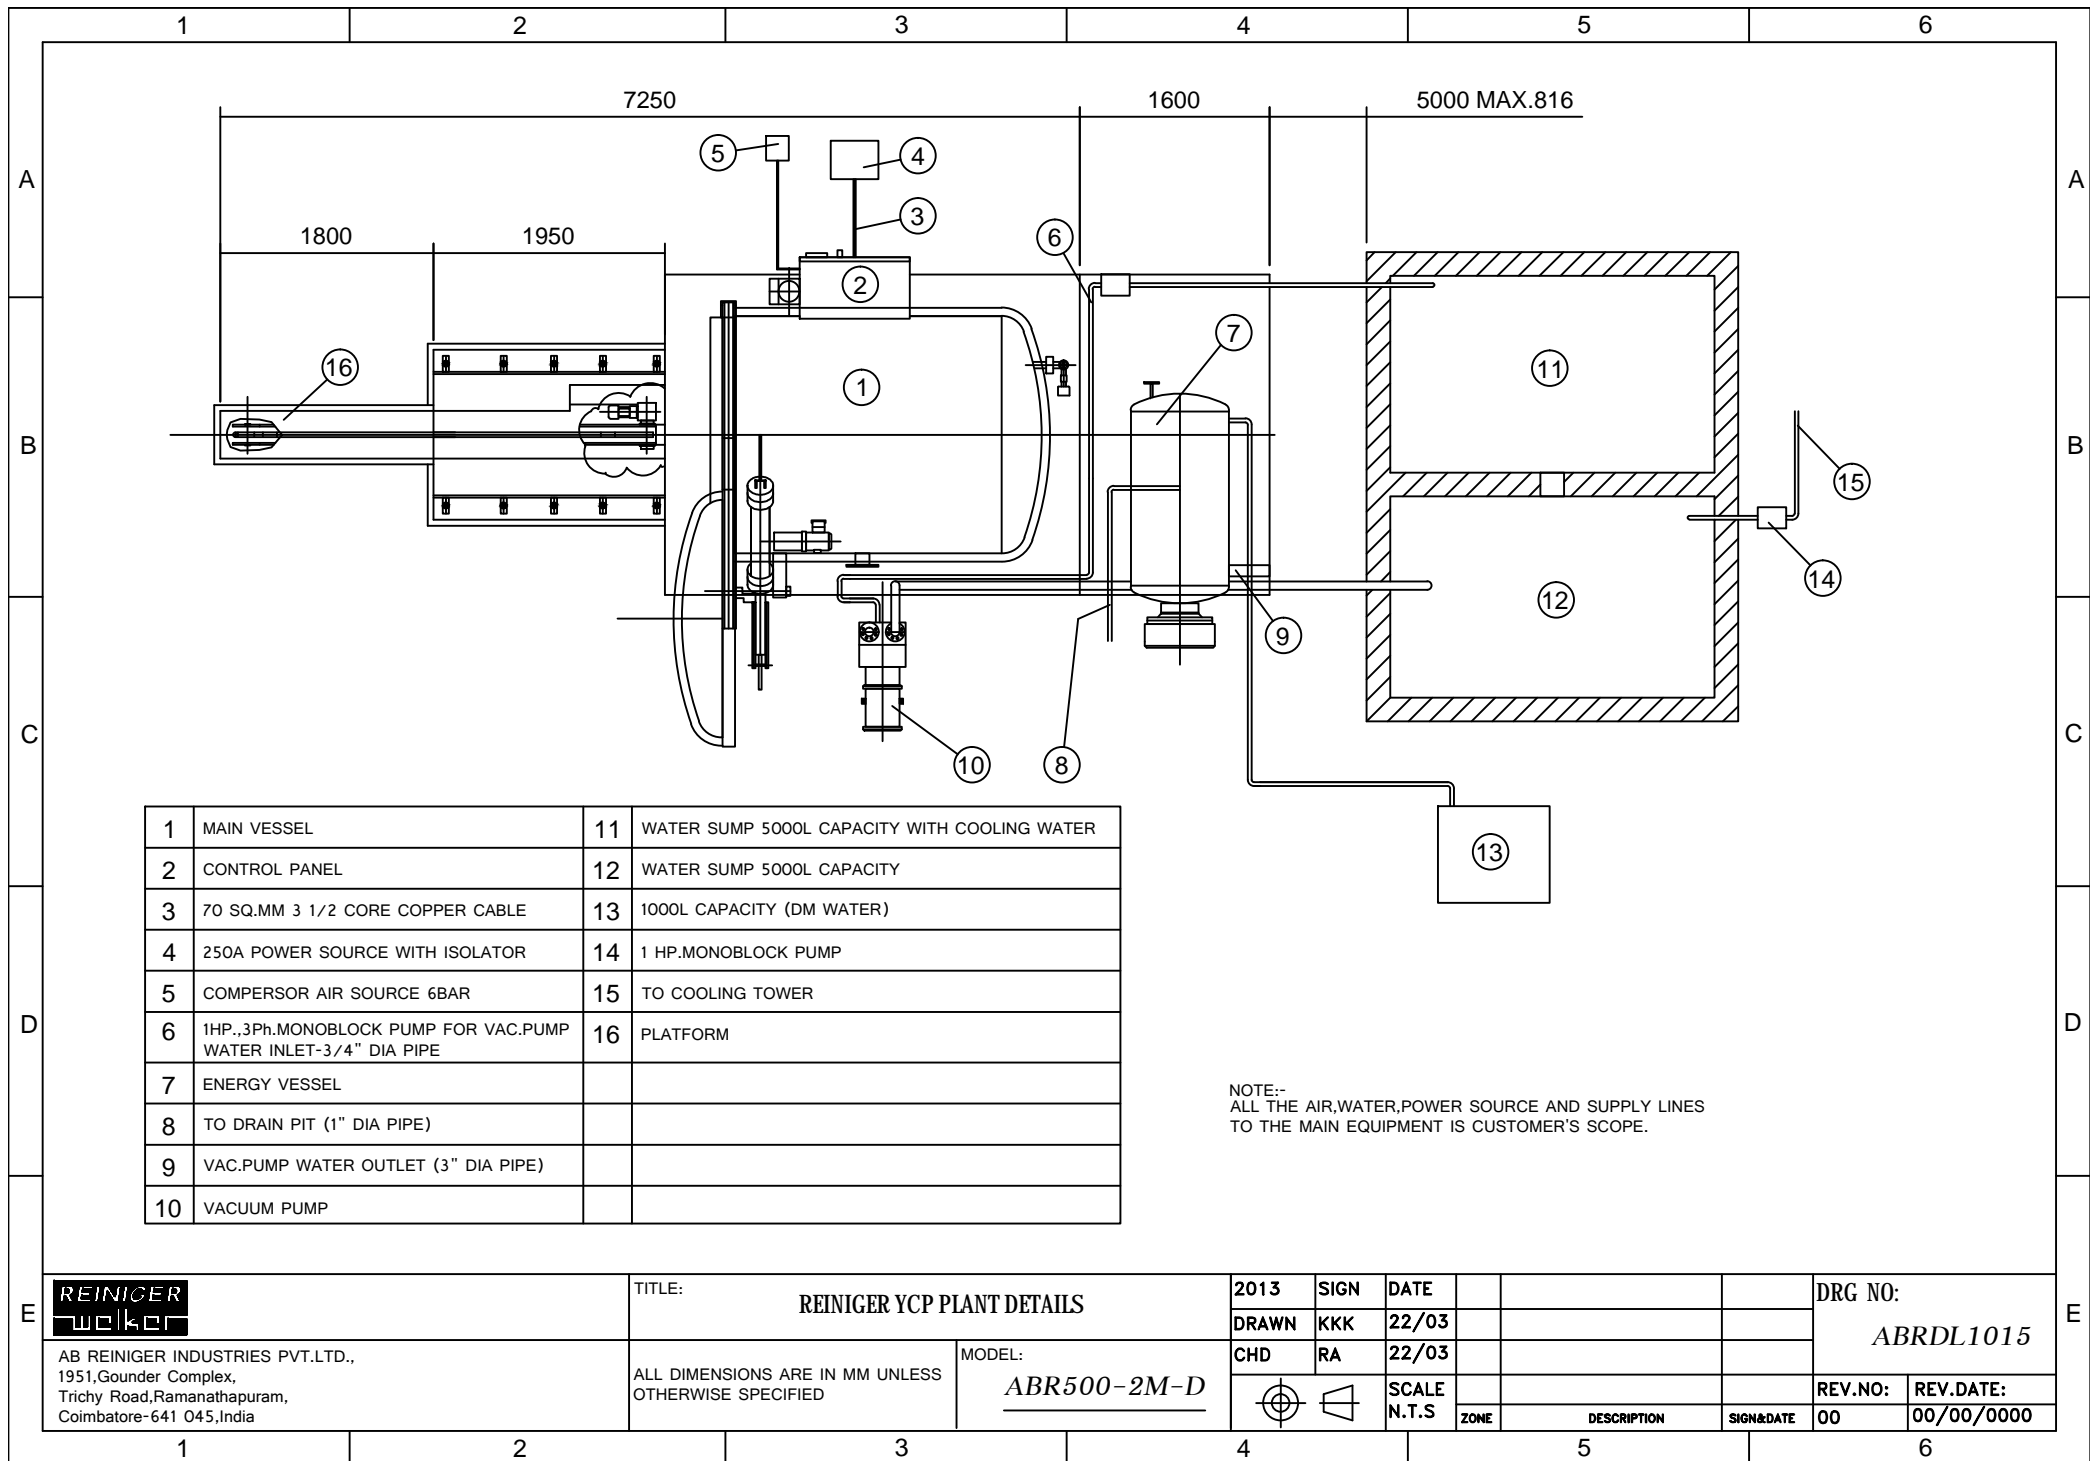 1 2 3 4 5 6
7250 1600 5000 MAX.816
5 4
A A
3
1800 1950 6
2
7
16 1 11
B B
15
14
12
9
C C
10 8
13
1 MAIN VESSEL 11 WATER SUMP 5000L CAPACITY WITH COOLING WATER
2 CONTROL PANEL 12 WATER SUMP 5000L CAPACITY
3 70 SQ.MM 3 1/2 CORE COPPER CABLE 13 1000L CAPACITY (DM WATER)
4 250A POWER SOURCE WITH ISOLATOR 14 1 HP.MONOBLOCK PUMP
5 COMPERSOR AIR SOURCE 6BAR 15 TO COOLING TOWER
6 1HP.,3Ph.MONOBLOCK PUMP FOR VAC.PUMP
WATER INLET-3/4" DIA PIPE
16 PLATFORM
7 ENERGY VESSEL
8 TO DRAIN PIT (1" DIA PIPE)
9 VAC.PUMP WATER OUTLET (3" DIA PIPE)
10 VACUUM PUMP
D D
NOTE:-
ALL THE AIR,WATER,POWER SOURCE AND SUPPLY LINES
TO THE MAIN EQUIPMENT IS CUSTOMER'S SCOPE.
E E
REINIGER
welker
AB REINIGER INDUSTRIES PVT.LTD.,
1951,Gounder Complex,
Trichy Road,Ramanathapuram,
Coimbatore-641 045,India
TITLE:
REINIGER YCP PLANT DETAILS
ALL DIMENSIONS ARE IN MM UNLESS
OTHERWISE SPECIFIED
MODEL:
ABR500-2M-D
2013 SIGN DATE
DRAWN KKK 22/03
CHD RA 22/03
SCALE
N.T.S
ZONE DESCRIPTION SIGN&DATE
DRG NO:
ABRDL1015
REV.NO: REV.DATE:
00 00/00/0000
1 2 3 4 5 6